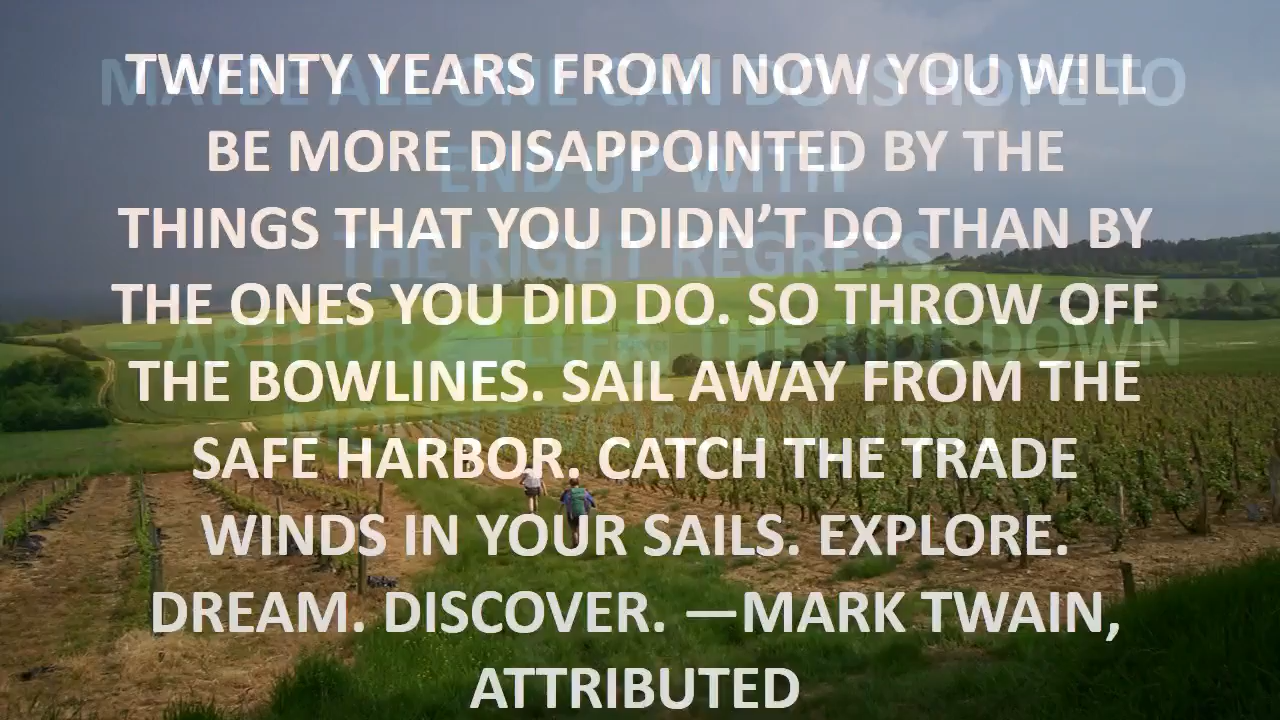 TWENTY YEARS FROM NOW YOU WILL
BE MORE DISAPPOINTED BY THE
THINGS THAT YOU DIDN’T DO THAN BY
THE ONES YOU DID DO. SO THROW OFF
THE BOWLINES. SAIL AWAY FROM THE
SAFE HARBOR. CATCH THE TRADE
WINDS IN YOUR SAILS. EXPLORE.
DREAM. DISCOVER. —MARK TWAIN,
ATTRIBUTED
MAYBE ALL ONE CAN DO IS HOPE TO
END UP WITH
THE RIGHT REGRETS.
—ARTHUR MILLER, THE RIDE DOWN
MOUNT MORGAN, 1991